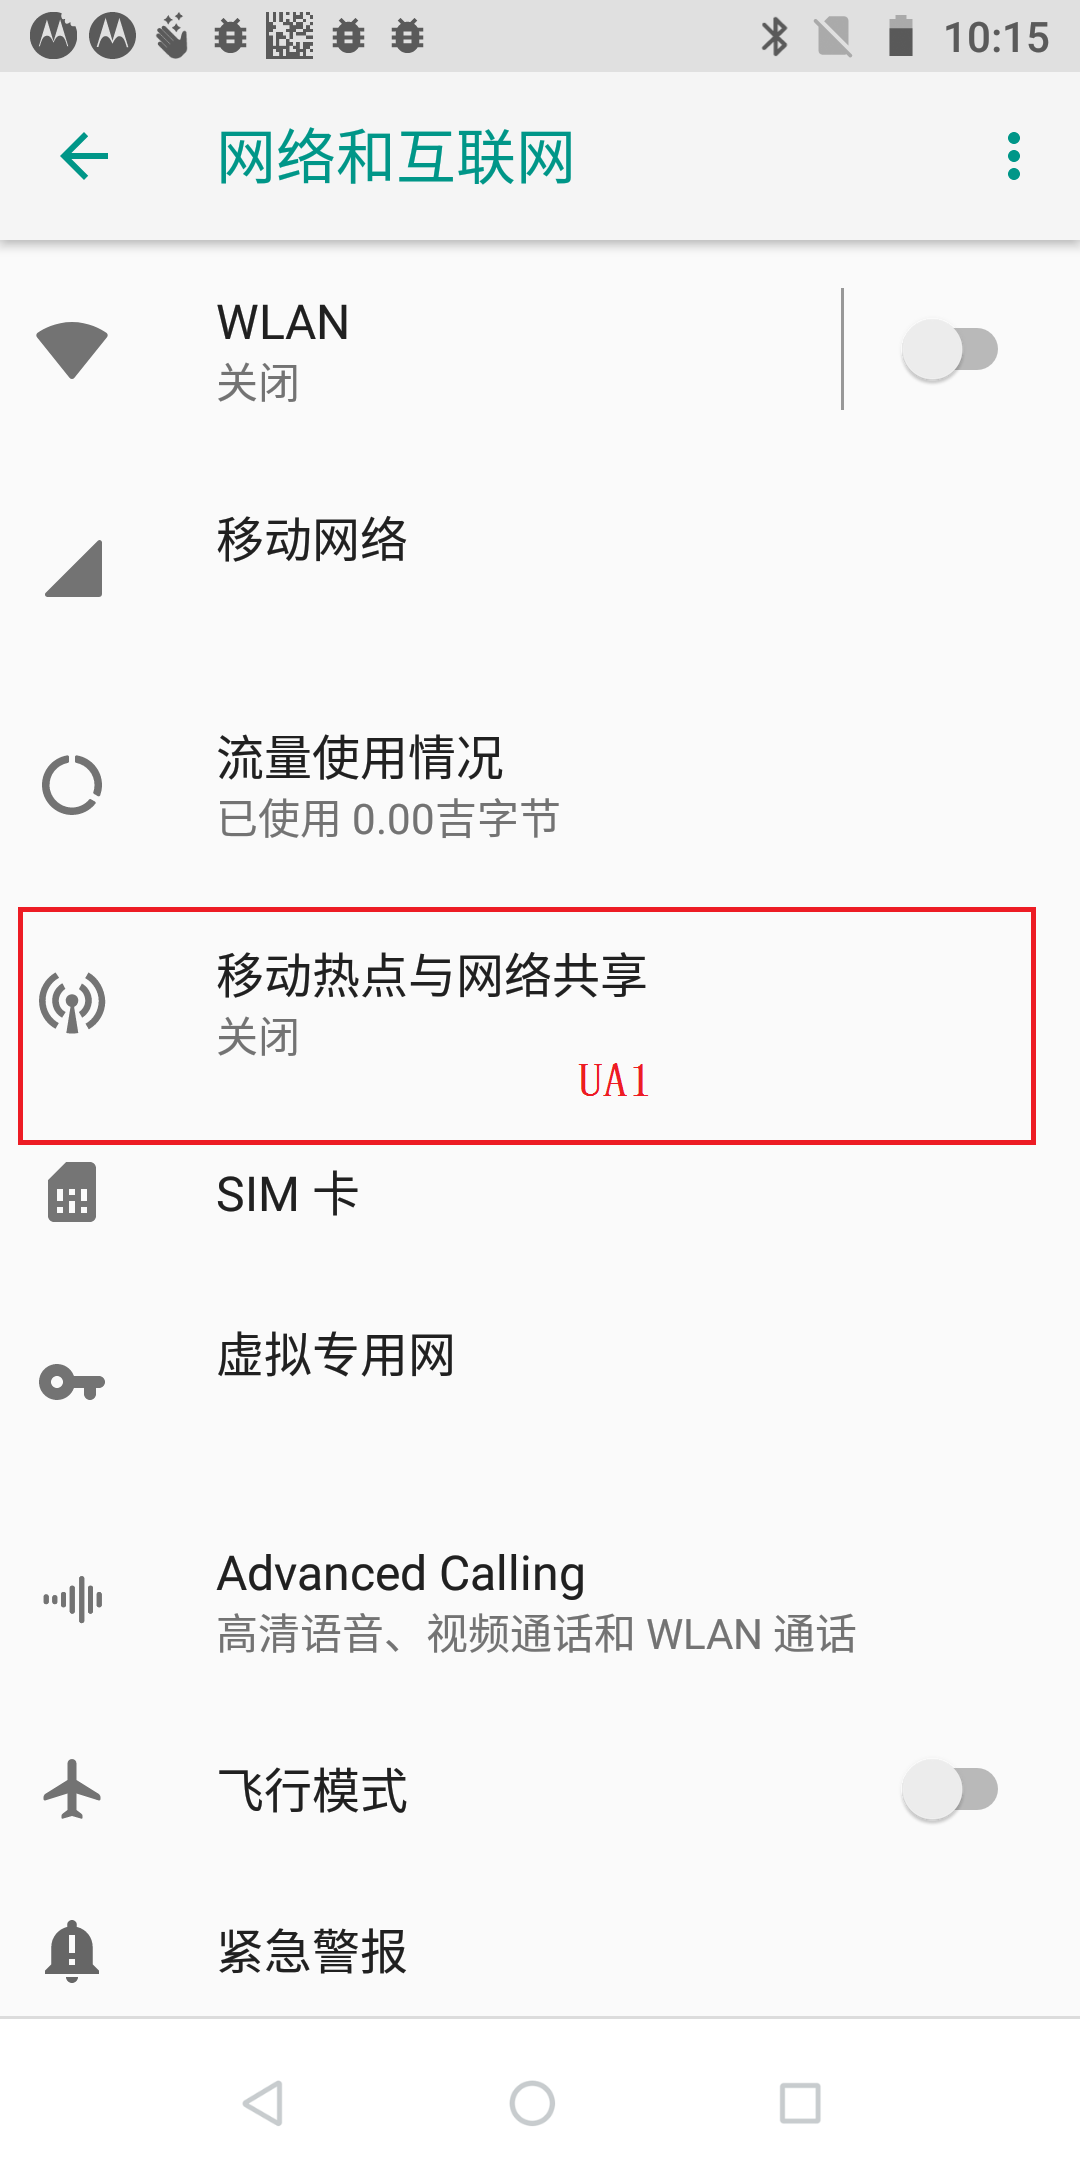 10:15
网络和互联网
WLAN
关闭
移动网络
流量使用情况
已使用 0.00吉字节
移动热点与网络共享
关闭
UA1
SIM 卡
虚拟专用网
Advanced Calling
高清语音、视频通话和 WLAN 通话
飞行模式
紧急警报